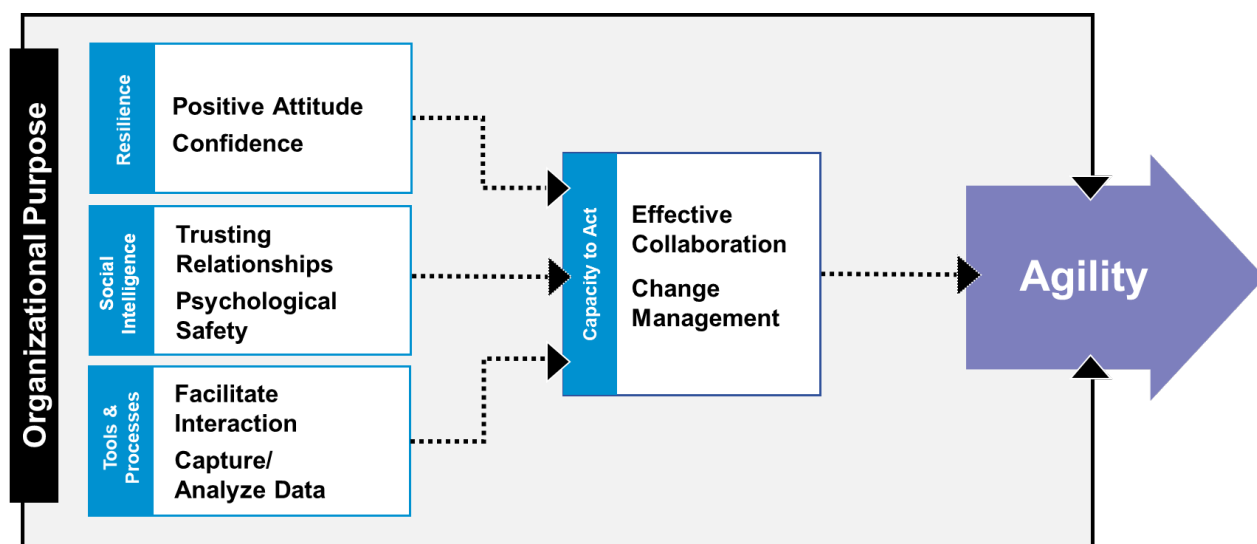 Organizational Purpose
Resilience
Positive Attitude
Confidence
Social
Intelligence
Trusting
Relationships
Psychological
Safety
Tools &
Processes
Facilitate
Interaction
Capture/
Analyze Data
Capacity to Act
Effective
Collaboration
Change
Management
Agility